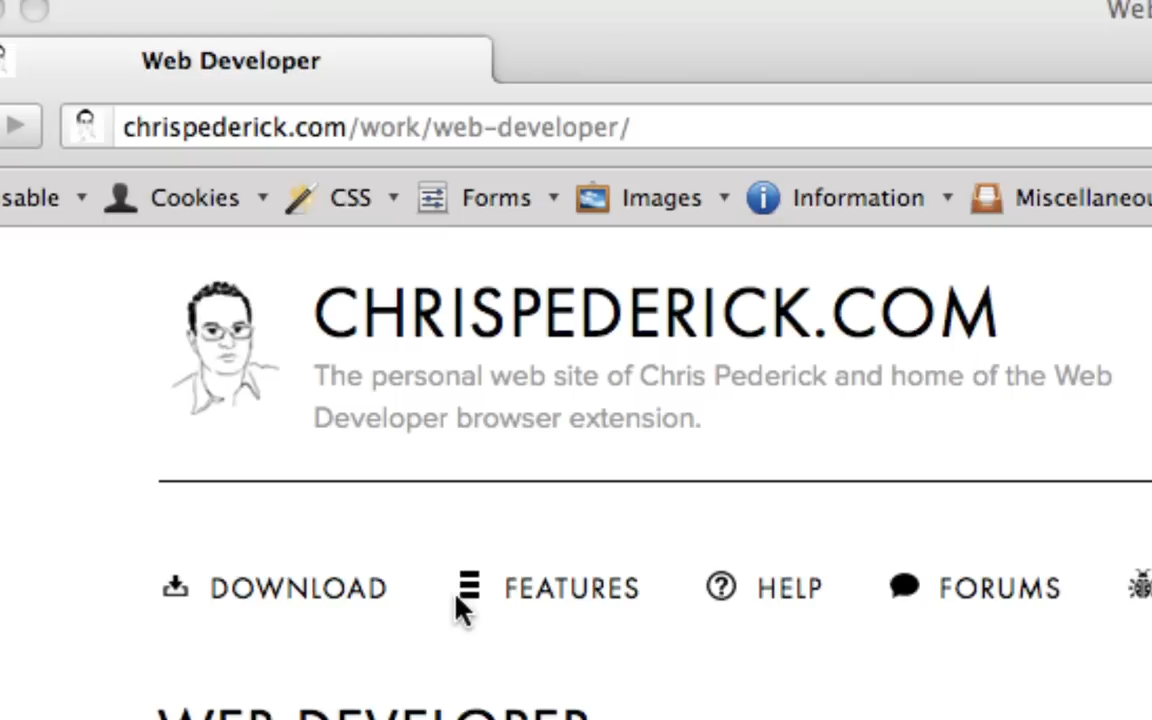 Web
Web Developer
chrispederick.com/work/web-developer/
sable Cookies CSS Forms Images Information Miscellaneou
CHRISPEDERICK.COM
The personal web site of Chris Pederick and home of the Web
Developer browser extension.
DOWNLOAD FEATURES HELP FORUMS
WEB DEVELOPER